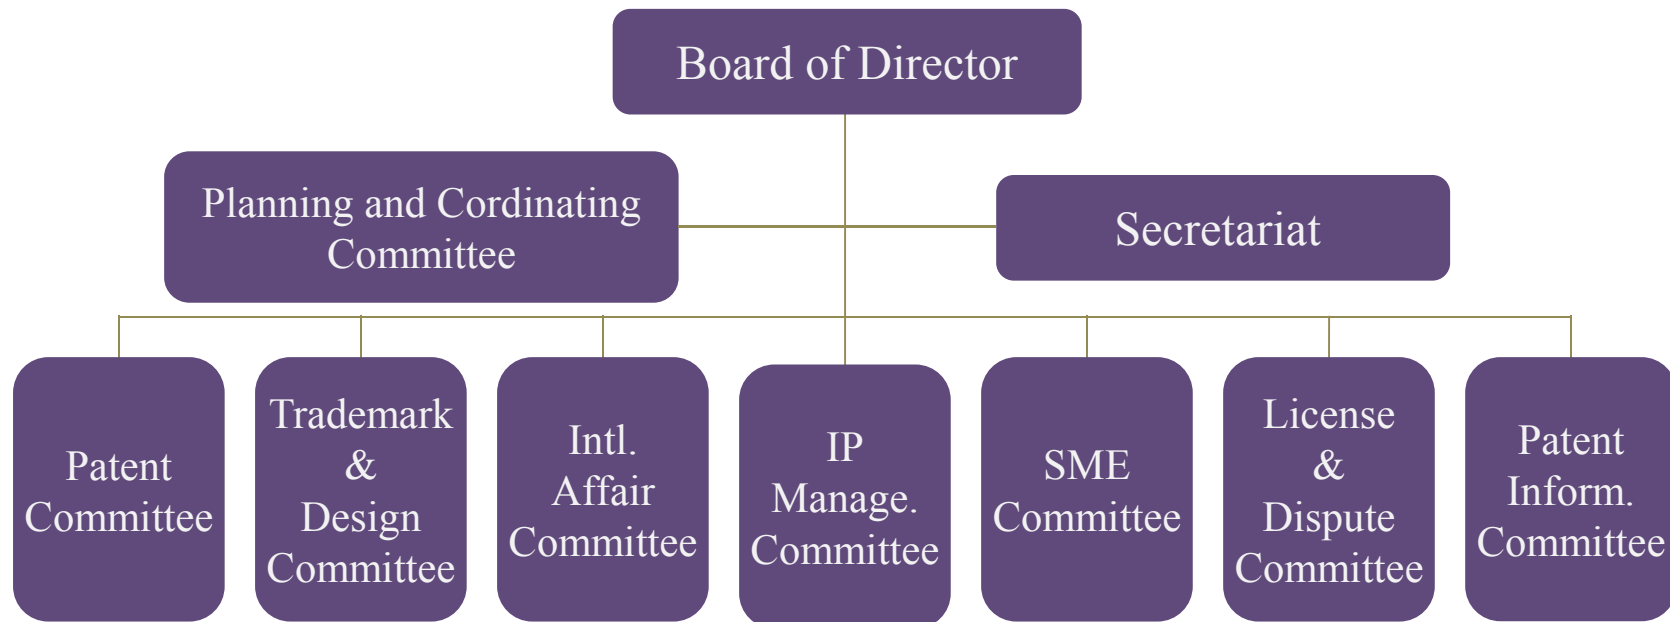 Board of Director
Planning and Cordinating
Committee
Secretariat
Patent
Committee
Trademark
&
Design
Committee
Intl.
Affair
Committee
IP
Manage.
Committee
SME
Committee
License
&
Dispute
Committee
Patent
Inform.
Committee